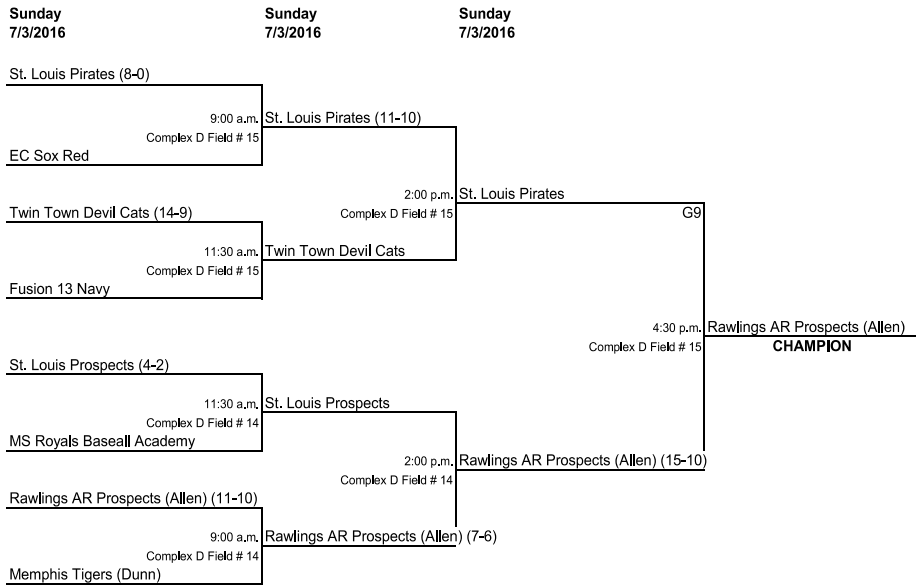 Sunday
7/3/2016
Sunday
7/3/2016
Sunday
7/3/2016
St. Louis Pirates (8-0)
9:00 a.m.
Complex D Field # 15
St. Louis Pirates (11-10)
EC Sox Red
2:00 p.m.
Complex D Field # 15
St. Louis Pirates
G9
Twin Town Devil Cats (14-9)
11:30 a.m.
Complex D Field # 15
Twin Town Devil Cats
Fusion 13 Navy
4:30 p.m.
Complex D Field # 15
Rawlings AR Prospects (Allen)
CHAMPION
St. Louis Prospects (4-2)
11:30 a.m.
Complex D Field # 14
St. Louis Prospects
MS Royals Baseall Academy
2:00 p.m.
Complex D Field # 14
Rawlings AR Prospects (Allen) (15-10)
Rawlings AR Prospects (Allen) (11-10)
9:00 a.m.
Complex D Field # 14
Rawlings AR Prospects (Allen) (7-6)
Memphis Tigers (Dunn)